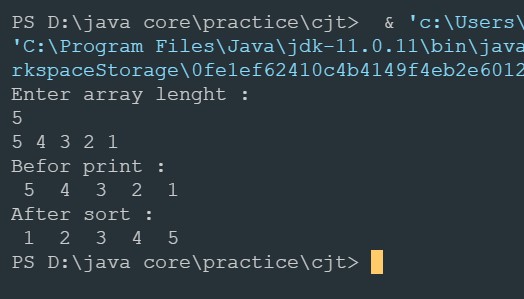 PS D:\java core\practice\cjt>  & 'c:\Users\
'C:\Program Files\Java\jdk-11.0.11\bin\java
rkspaceStorage\0fe1ef62410c4b4149f4eb2e6012
Enter array lenght :
5
5 4 3 2 1
Befor print :
 5  4  3  2  1
After sort :
 1  2  3  4  5
PS D:\java core\practice\cjt>